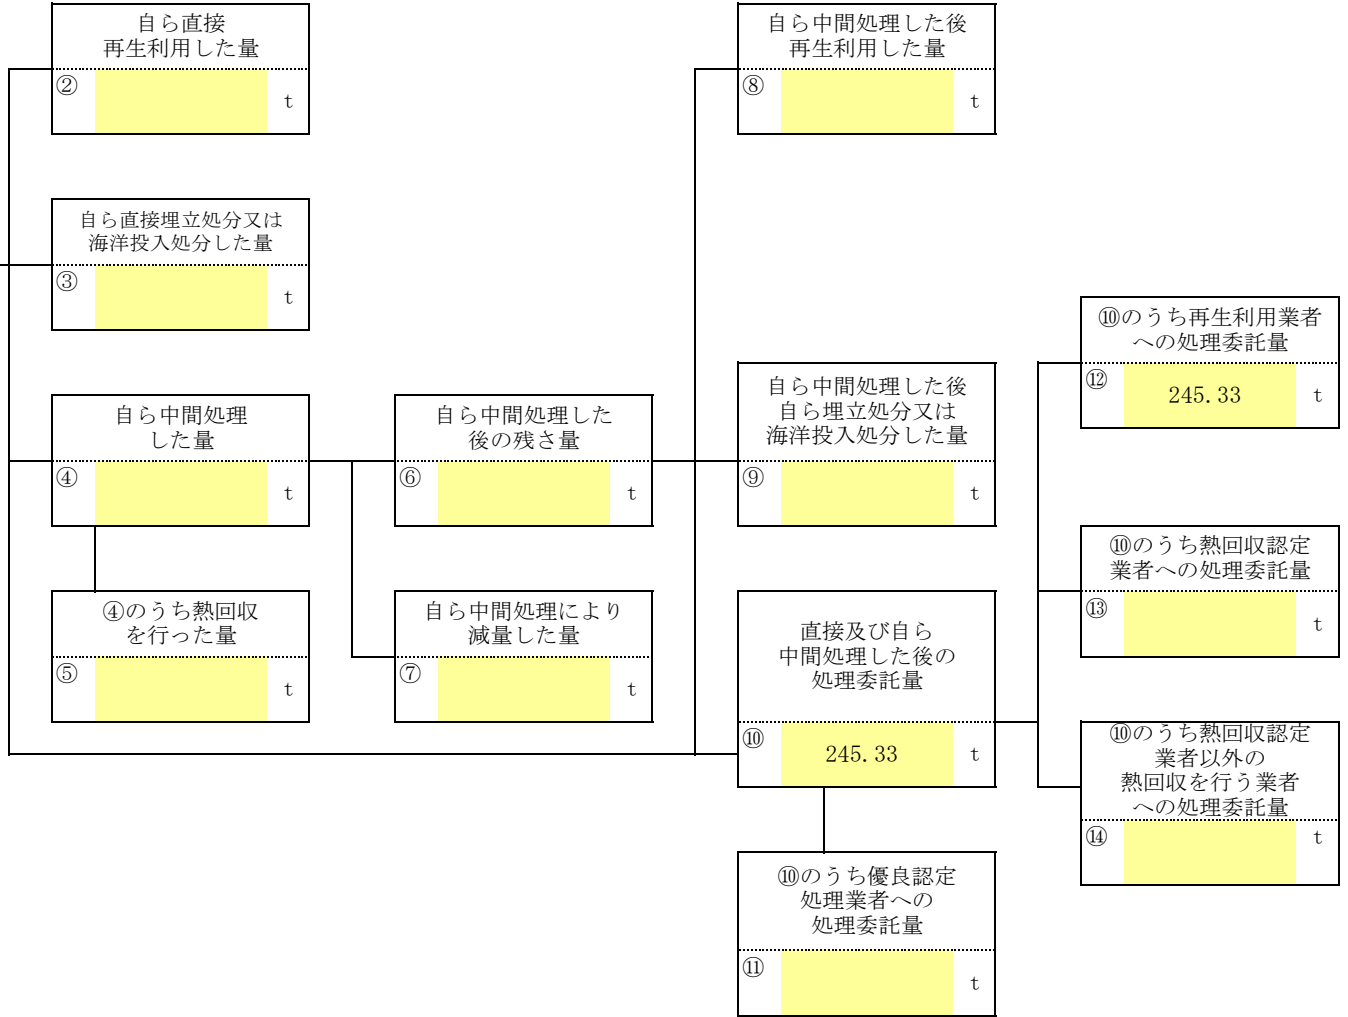 自ら直接
再生利用した量
②
t
自ら直接埋立処分又は
海洋投入処分した量
③
t
自ら中間処理
した量
④
t
④のうち熱回収
を行った量
⑤
t
自ら中間処理した
後の残さ量
⑥
t
自ら中間処理により
減量した量
⑦
t
自ら中間処理した後
再生利用した量
⑧
t
自ら中間処理した後
自ら埋立処分又は
海洋投入処分した量
⑨
t
直接及び自ら
中間処理した後の
処理委託量
⑩
245.33 t
⑩のうち優良認定
処理業者への
処理委託量
⑪
t
⑩のうち再生利用業者
への処理委託量
⑫
245.33 t
⑩のうち熱回収認定
業者への処理委託量
⑬
t
⑩のうち熱回収認定
業者以外の
熱回収を行う業者
への処理委託量
⑭
t